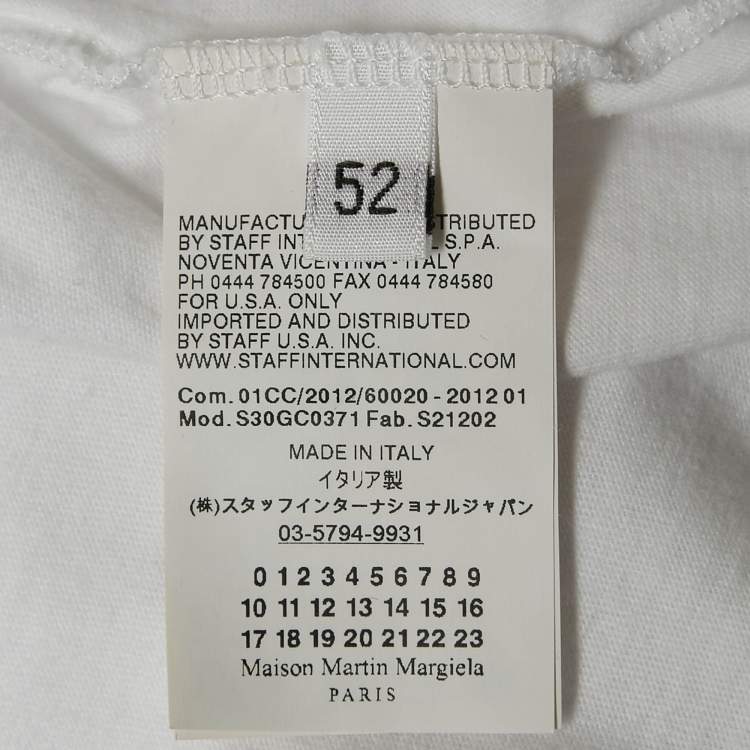 52
MANUFACTU STRIBUTED
BY STAFF INT L S.P.A.
NOVENTA VICENTINA - ITALY
PH 0444 784500 FAX 0444 784580
FOR U.S.A. ONLY
IMPORTED AND DISTRIBUTED
BY STAFF U.S.A. INC.
WWW.STAFFINTERNATIONAL.COM
Com. 01CC/2012/60020 - 2012 01
Mod. S30GC0371 Fab. S21202
MADE IN ITALY
イタリア製
(株)スタッフインターナショナルジャパン
03-5794-9931
0 1 2 3 4 5 6 7 8 9
10 11 12 13 14 15 16
17 18 19 20 21 22 23
Maison Martin Margiela
PARIS